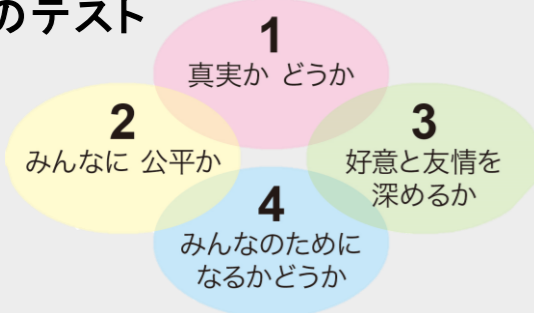 のテスト
1
真実か どうか
2
みんなに 公平か
3
好意と友情を
深めるか
4
みんなのために
なるかどうか